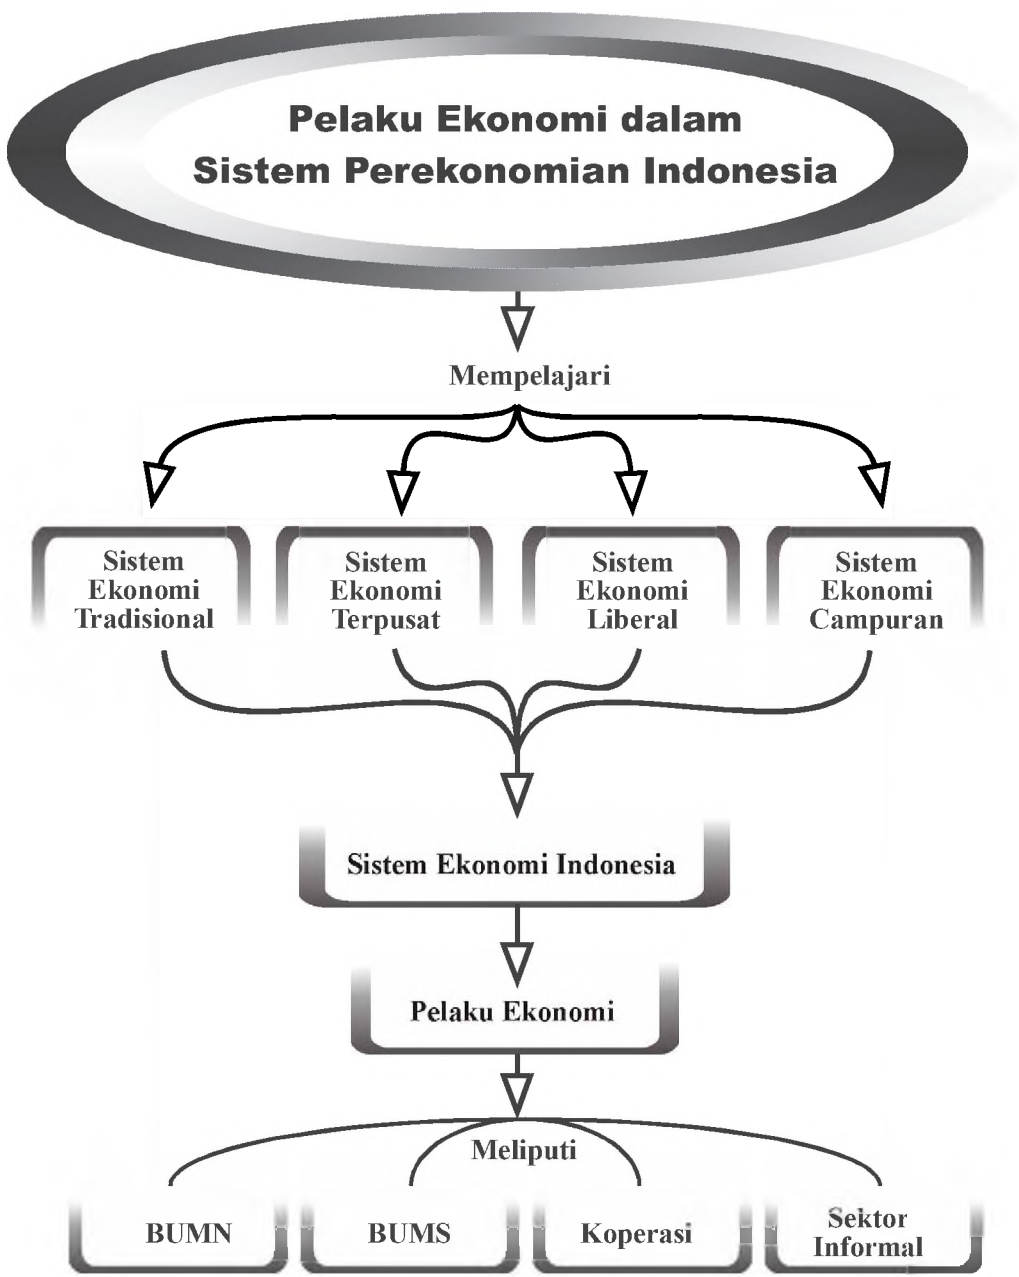 Pelaku Ekonomi dalam
Sistem Perekonomian Indonesia
Mempelajari
Sistem
Ekonomi
Tradisional
Sistem
Ekonomi
Terpusat
Sistem
Ekonomi
Liberal
Sistem
Ekonomi
Campuran
Sistem Ekonomi Indonesia
Pelaku Ekonomi
Meliputi
BUMN
BUMS
Koperasi
Sektor
Informal